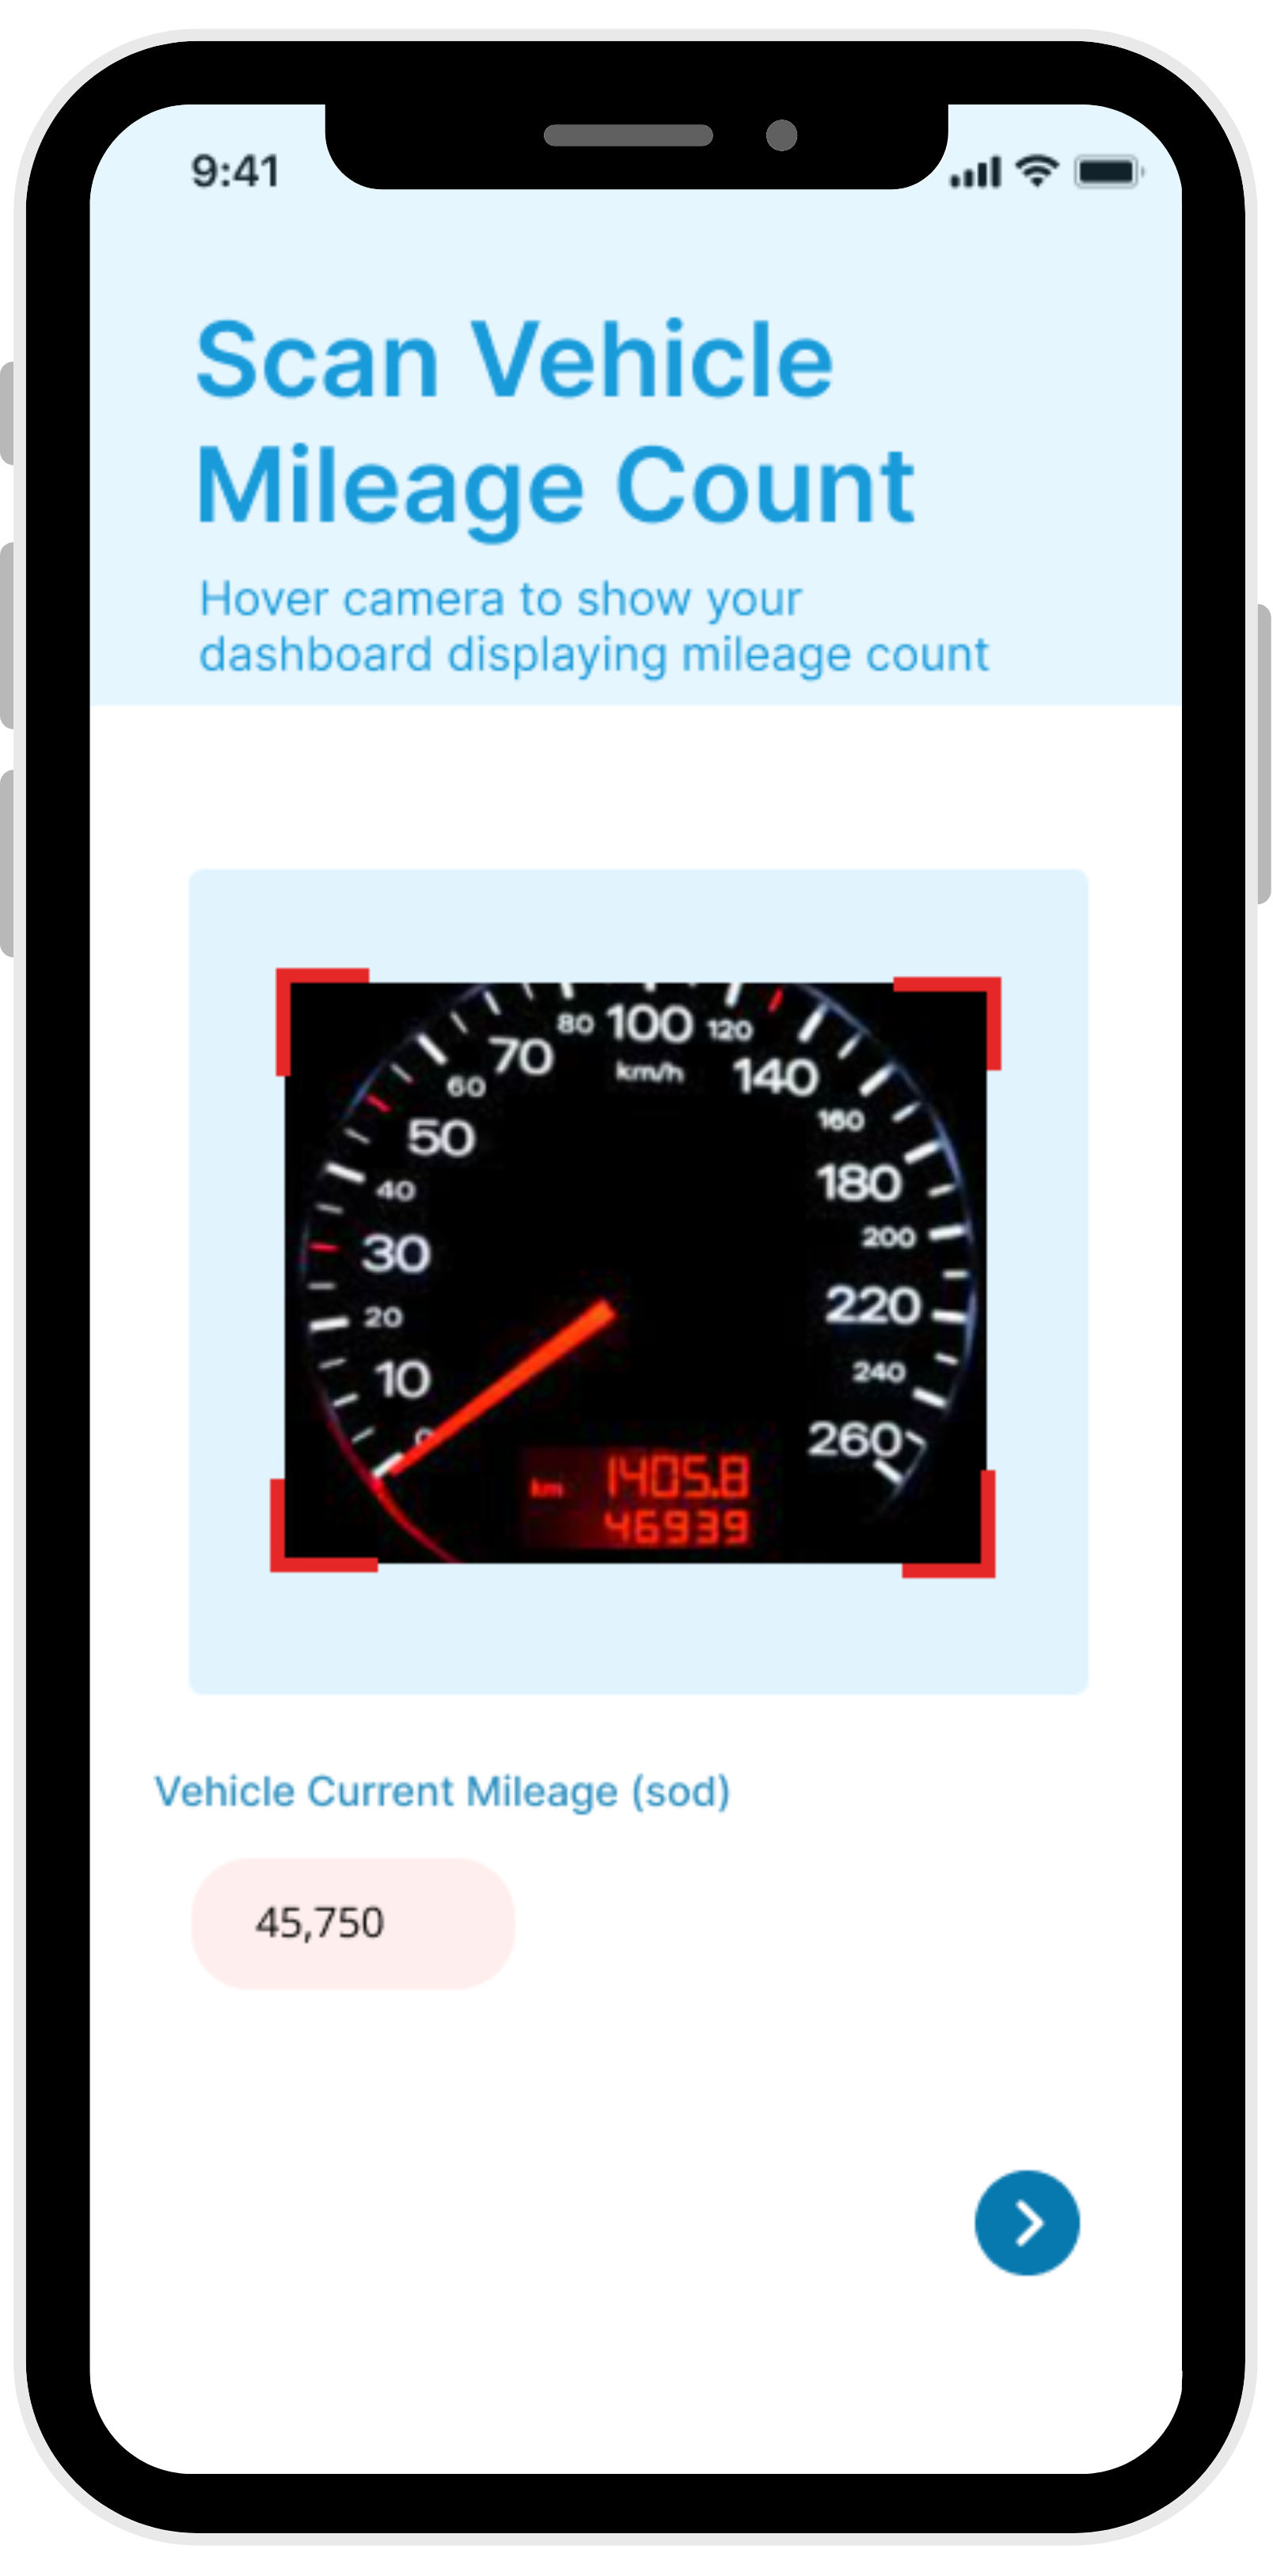 9:41
Scan Vehicle
Mileage Count
Hover camera to show your
dashboard displaying mileage count
80 100 120
km/h
70 140
60 160
50 180
40 200
30 220
20 240
10 260
0
km 1405.8
46939
Vehicle Current Mileage (sod)
45,750